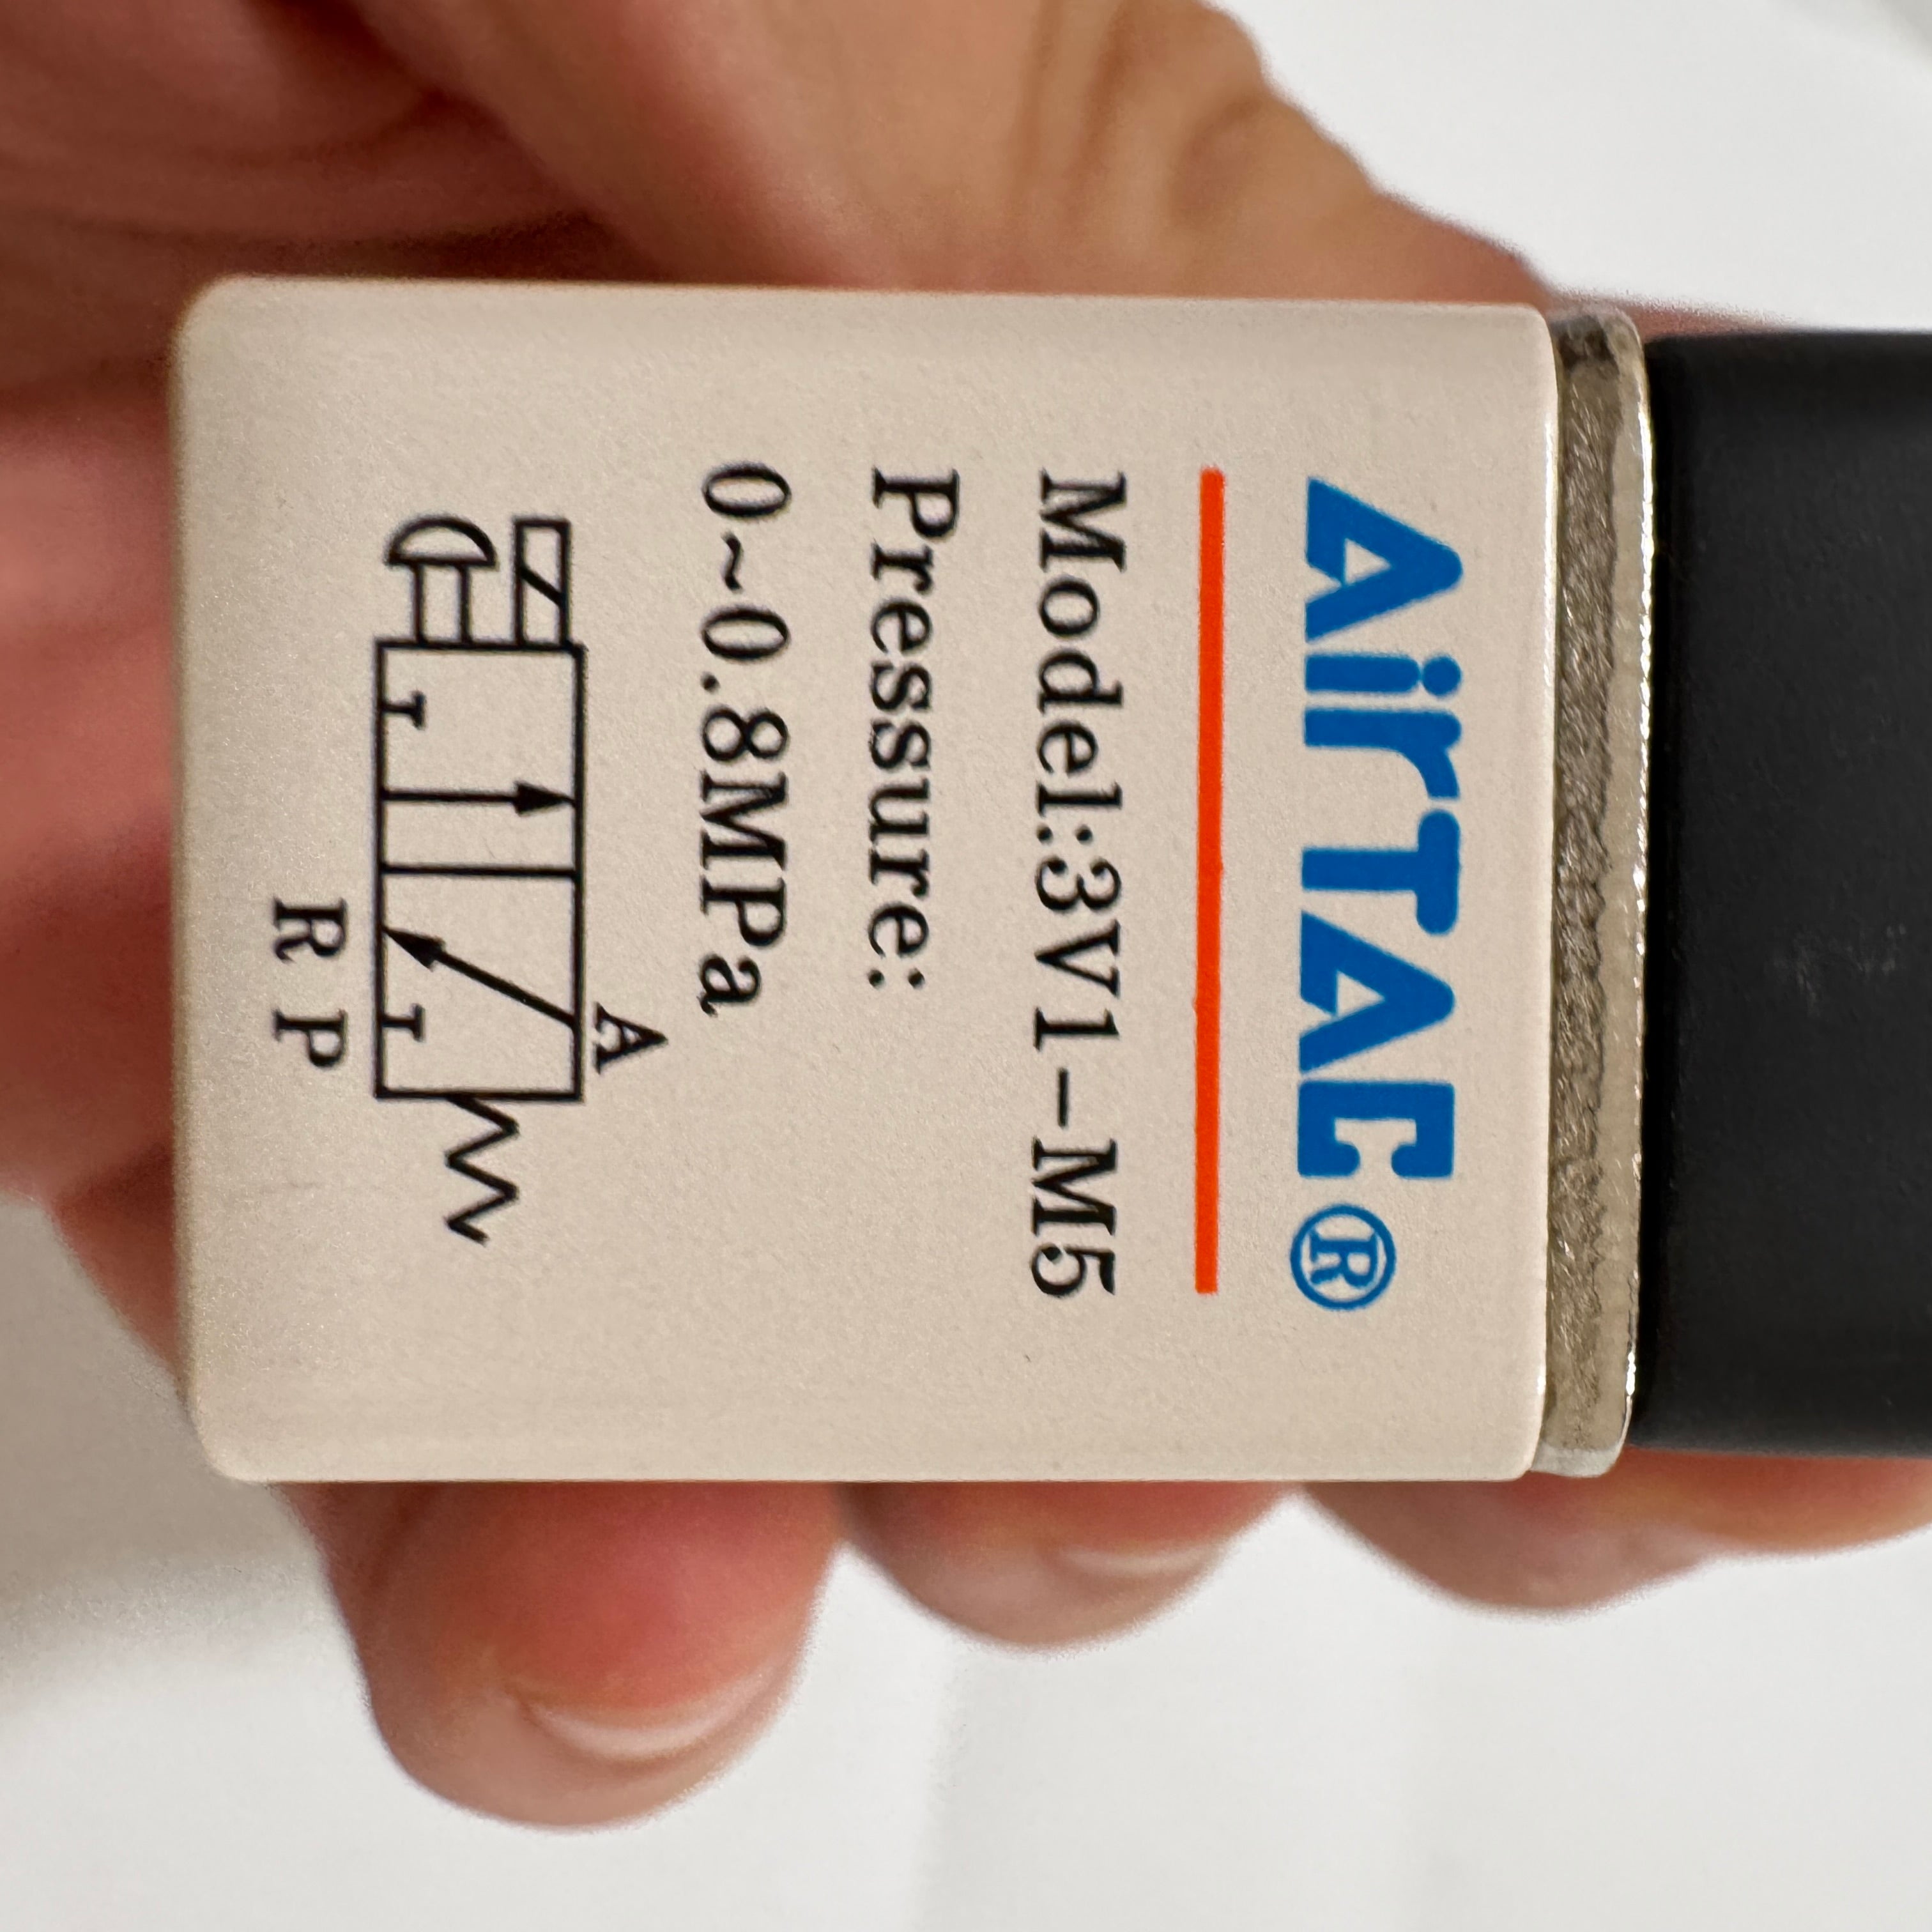 AirTAC®
Model:3V1-M5
Pressure:
0~0.8MPa
A
R P